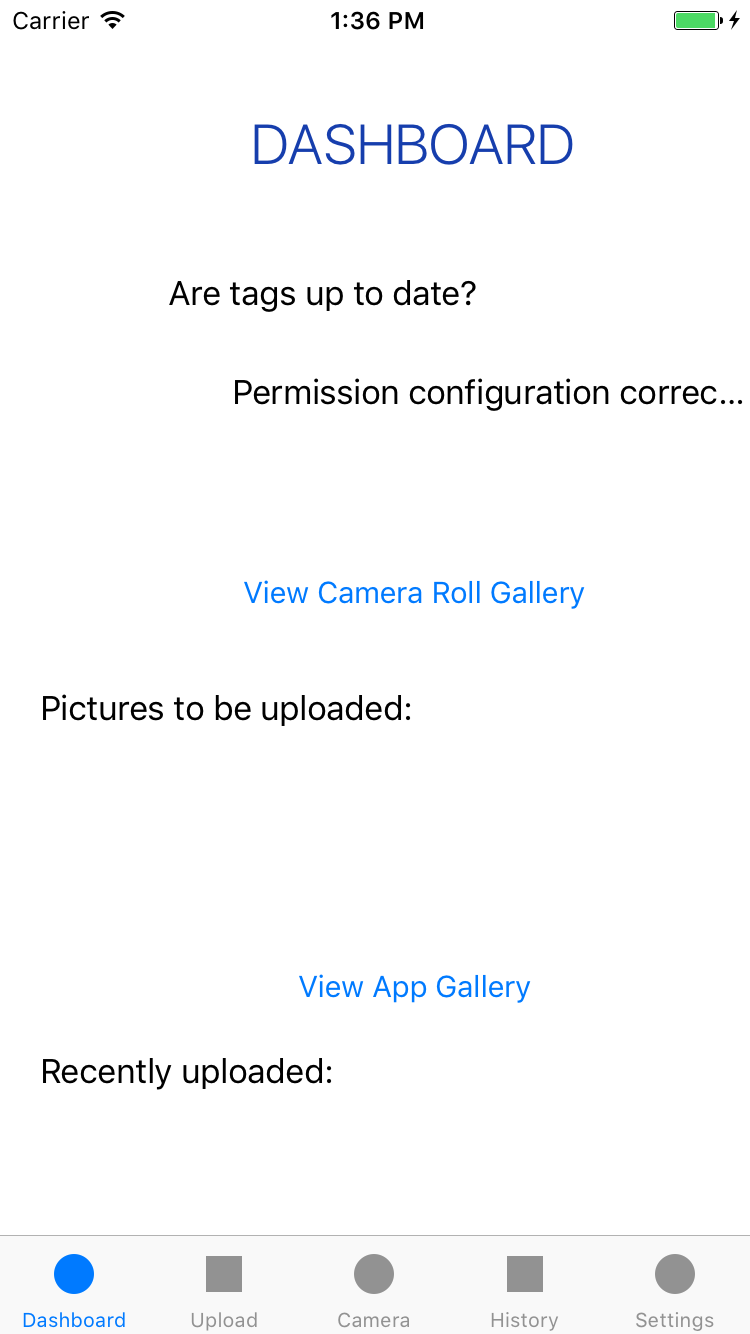 Carrier 1:36 PM
DASHBOARD
Are tags up to date?
Permission configuration correc...
View Camera Roll Gallery
Pictures to be uploaded:
View App Gallery
Recently uploaded:
Dashboard Upload Camera History Settings